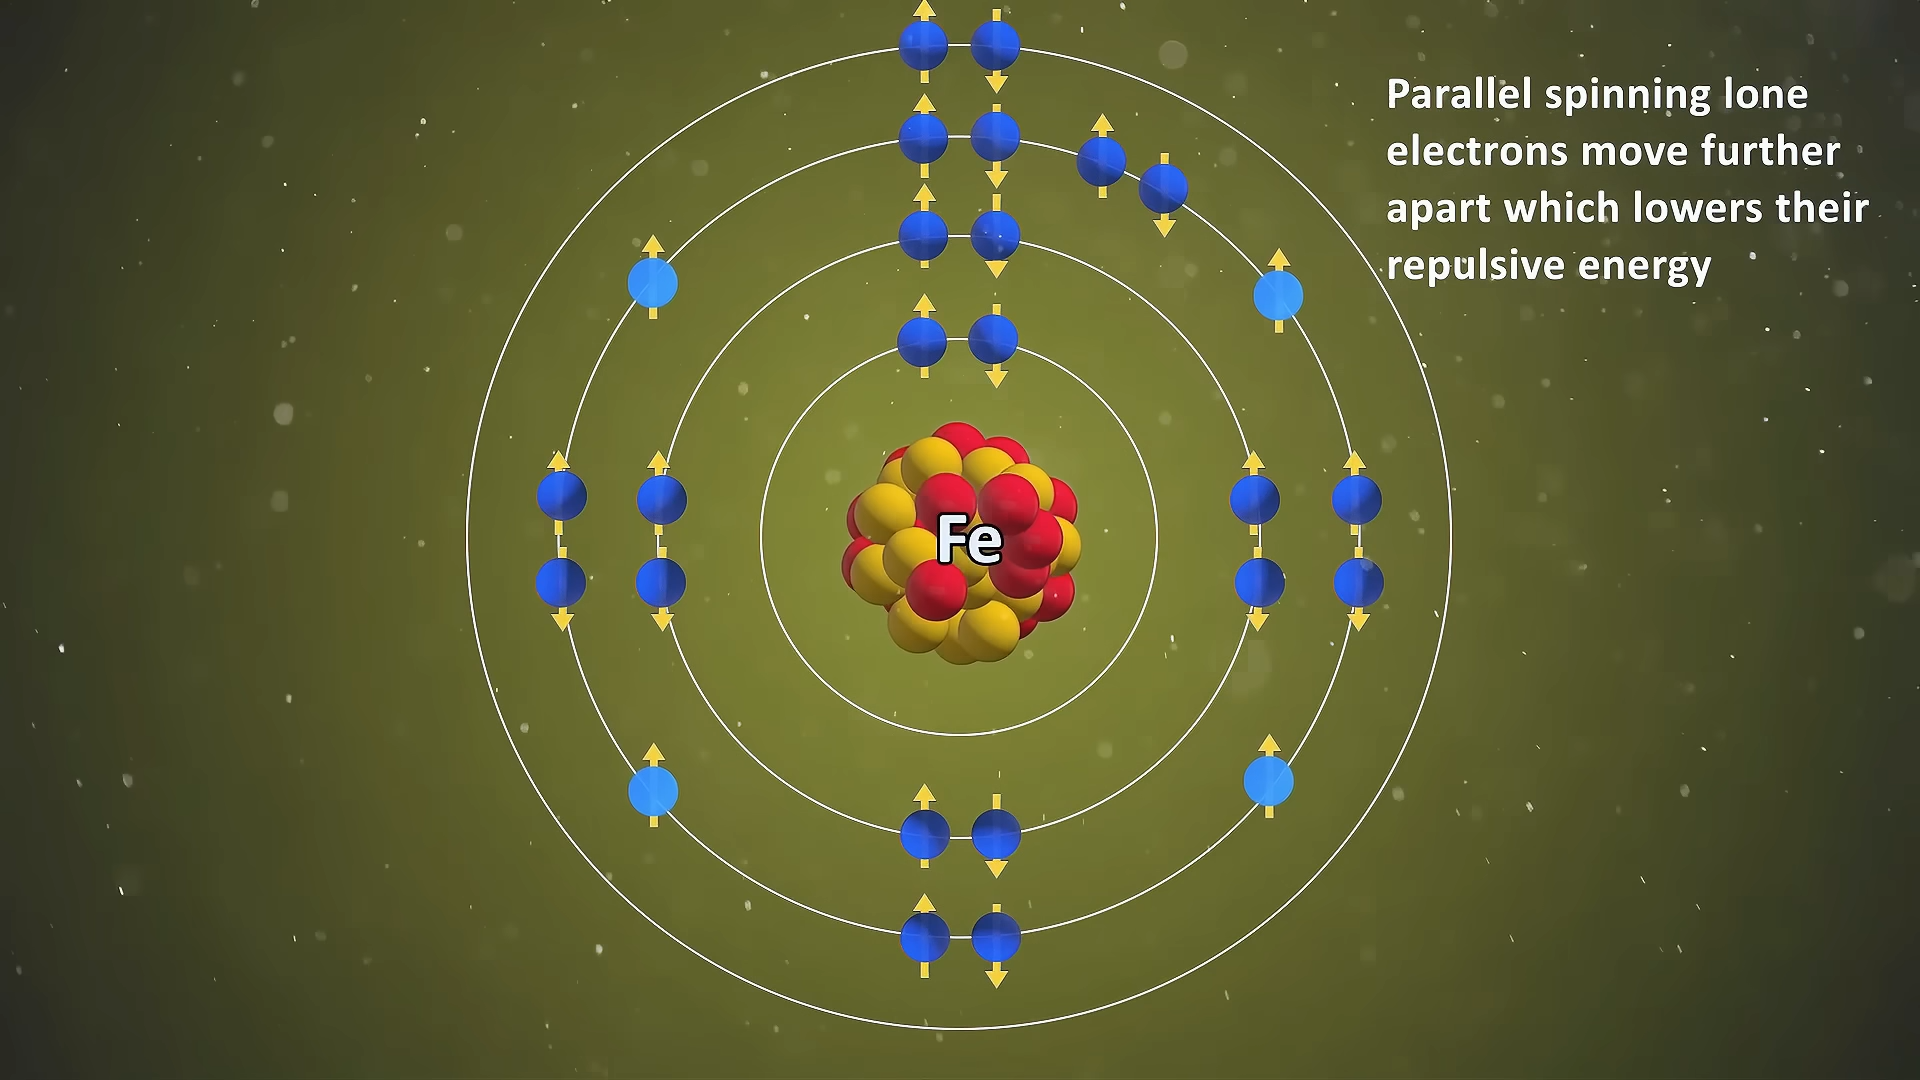 Parallel spinning lone
electrons move further
apart which lowers their
repulsive energy
Fe